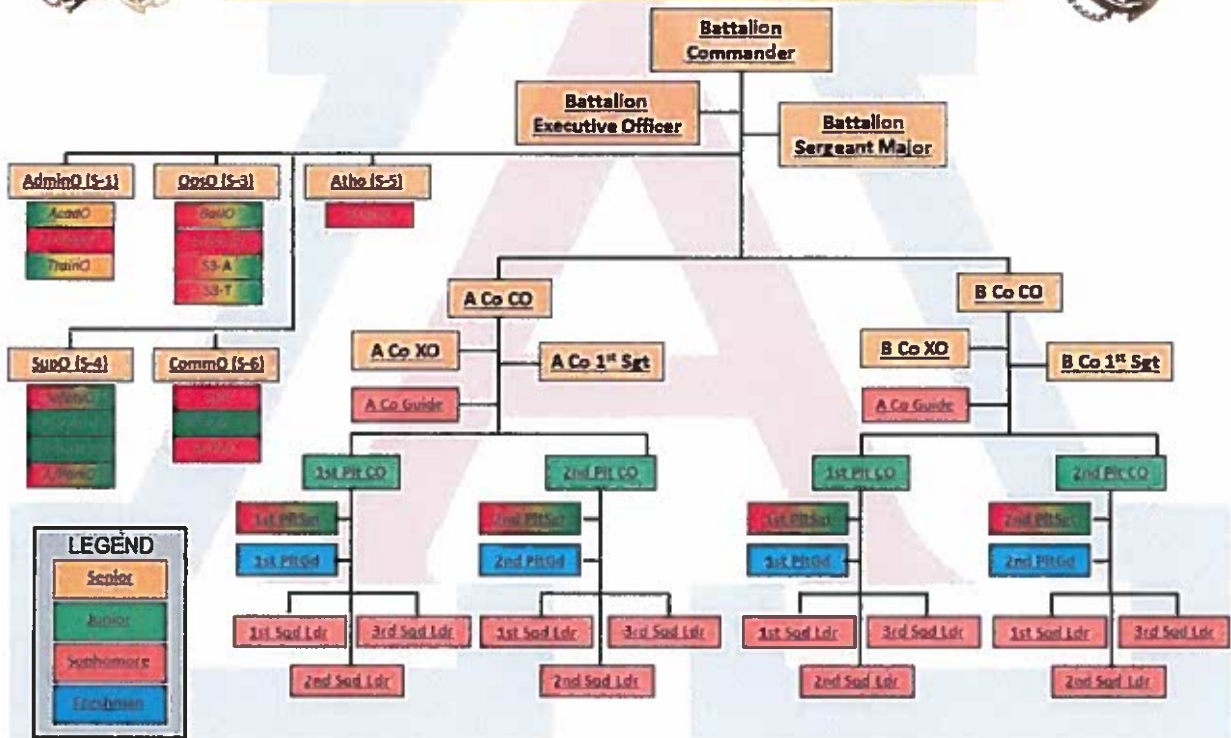 Battalion
Commander
Battalion
Executive Officer
Battalion
Sergeant Major
AdminO (S-1)
OpsO (S-3)
Atho (S-5)
AcadO
TrainO
BallO
S3-A
S3-T
A Co CO
B Co CO
SupO (S-4)
CommO (S-6)
A Co XO
A Co 1st Sgt
B Co XO
B Co 1st Sgt
A Co Guide
A Co Guide
1st Plt CO
2nd Plt CO
1st Plt CO
2nd Plt CO
1st PltSgt
2nd PltSgt
1st PltSgt
2nd PltSgt
1st PltGd
2nd PltGd
1st PltGd
2nd PltGd
LEGEND
Senior
Junior
Sophomore
Freshmen
1st Sqd Ldr
3rd Sqd Ldr
1st Sqd Ldr
3rd Sqd Ldr
1st Sqd Ldr
3rd Sqd Ldr
1st Sqd Ldr
3rd Sqd Ldr
2nd Sqd Ldr
2nd Sqd Ldr
2nd Sqd Ldr
2nd Sqd Ldr